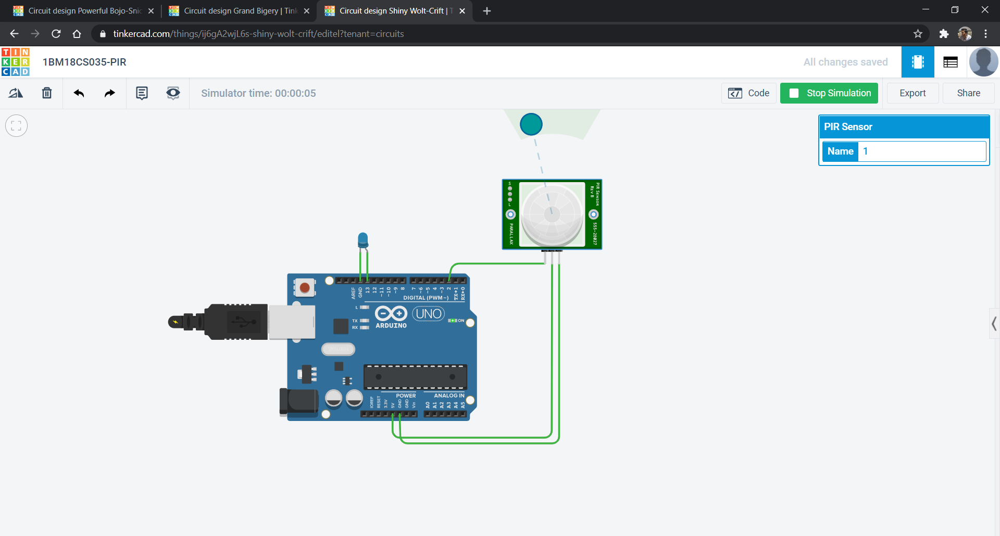 Circuit design Powerful Bojo-Snic
Circuit design Grand Bigery | Tink
Circuit design Shiny Wolt-Crift | T
tinkercad.com/things/ij6gA2wjL6s-shiny-wolt-crift/editel?tenant=circuits
TIN
KER
CAD
1BM18CS035-PIR
All changes saved
Simulator time: 00:00:05
Code
Stop Simulation
Export
Share
PIR Sensor
Name 1
S
L
PIR SENSOR
REV B
PARALLAX
555-28027
AREF
GND
13
12
~11
~10
~9
8
7
~6
~5
4
~3
2
TX→1
RX←0
DIGITAL (PWM~)
L
TX
RX
ARDUINO
UNO
ON
POWER
ANALOG IN
IOREF
RESET
3.3V
5V
GND
GND
Vin
A0
A1
A2
A3
A4
A5